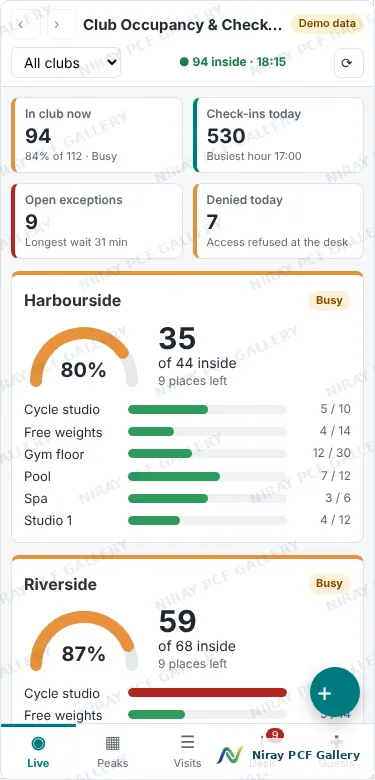 ‹ › Club Occupancy & Check... Demo data
All clubs 94 inside · 18:15
In club now
94
84% of 112 · Busy
Check-ins today
530
Busiest hour 17:00
Open exceptions
9
Longest wait 31 min
Denied today
7
Access refused at the desk
Harbourside Busy
80%
35
of 44 inside
9 places left
Cycle studio 5 / 10
Free weights 4 / 14
Gym floor 12 / 30
Pool 7 / 12
Spa 3 / 6
Studio 1 4 / 12
Riverside Busy
87%
59
of 68 inside
9 places left
Cycle studio
Free weights 5 / 14
+
Live
Peaks
Visits
9
Niray PCF Gallery
NIRAY PCF GALLERY